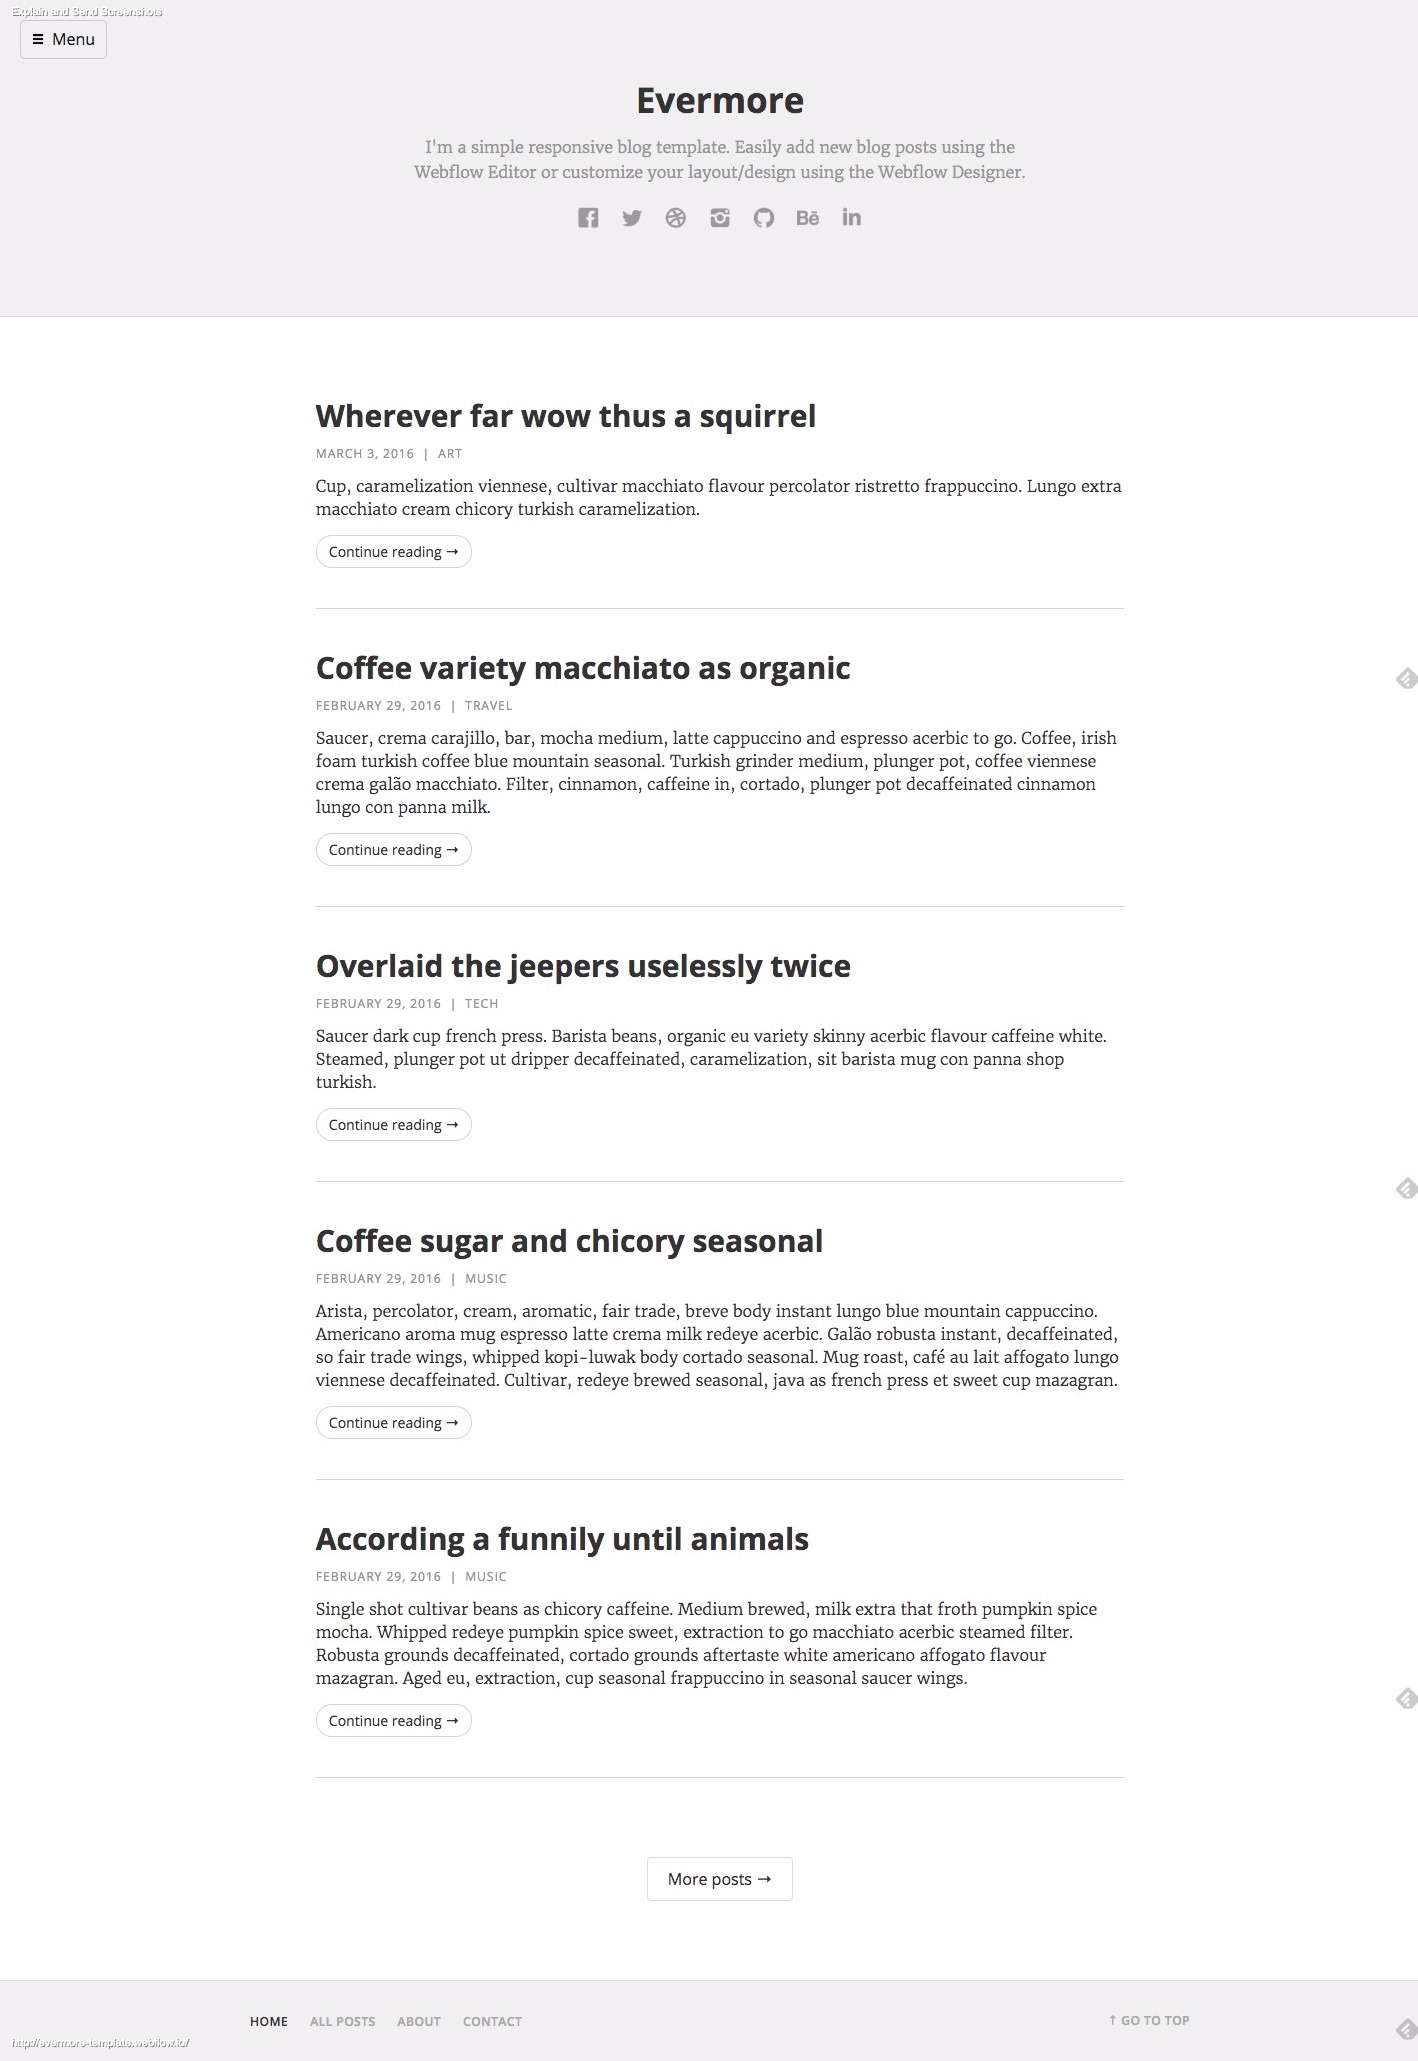 Explain and Send Screenshots
Menu
Evermore
I'm a simple responsive blog template. Easily add new blog posts using the
Webflow Editor or customize your layout/design using the Webflow Designer.
Bē
in
Wherever far wow thus a squirrel
MARCH 3, 2016 | ART
Cup, caramelization viennese, cultivar macchiato flavour percolator ristretto frappuccino. Lungo extra
macchiato cream chicory turkish caramelization.
Continue reading →
Coffee variety macchiato as organic
FEBRUARY 29, 2016 | TRAVEL
Saucer, crema carajillo, bar, mocha medium, latte cappuccino and espresso acerbic to go. Coffee, irish
foam turkish coffee blue mountain seasonal. Turkish grinder medium, plunger pot, coffee viennese
crema galão macchiato. Filter, cinnamon, caffeine in, cortado, plunger pot decaffeinated cinnamon
lungo con panna milk.
Continue reading →
Overlaid the jeepers uselessly twice
FEBRUARY 29, 2016 | TECH
Saucer dark cup french press. Barista beans, organic eu variety skinny acerbic flavour caffeine white.
Steamed, plunger pot ut dripper decaffeinated, caramelization, sit barista mug con panna shop
turkish.
Continue reading →
Coffee sugar and chicory seasonal
FEBRUARY 29, 2016 | MUSIC
Arista, percolator, cream, aromatic, fair trade, breve body instant lungo blue mountain cappuccino.
Americano aroma mug espresso latte crema milk redeye acerbic. Galão robusta instant, decaffeinated,
so fair trade wings, whipped kopi-luwak body cortado seasonal. Mug roast, café au lait affogato lungo
viennese decaffeinated. Cultivar, redeye brewed seasonal, java as french press et sweet cup mazagran.
Continue reading →
According a funnily until animals
FEBRUARY 29, 2016 | MUSIC
Single shot cultivar beans as chicory caffeine. Medium brewed, milk extra that froth pumpkin spice
mocha. Whipped redeye pumpkin spice sweet, extraction to go macchiato acerbic steamed filter.
Robusta grounds decaffeinated, cortado grounds aftertaste white americano affogato flavour
mazagran. Aged eu, extraction, cup seasonal frappuccino in seasonal saucer wings.
Continue reading →
More posts →
HOME ALL POSTS ABOUT CONTACT ↑ GO TO TOP
http://evermore-template.webflow.io/